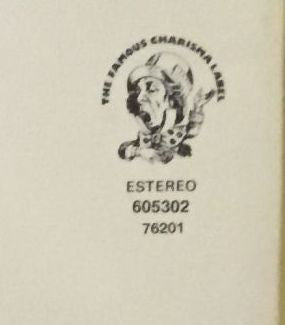 THE FAMOUS CHARISMA LABEL
ESTEREO
605302
76201